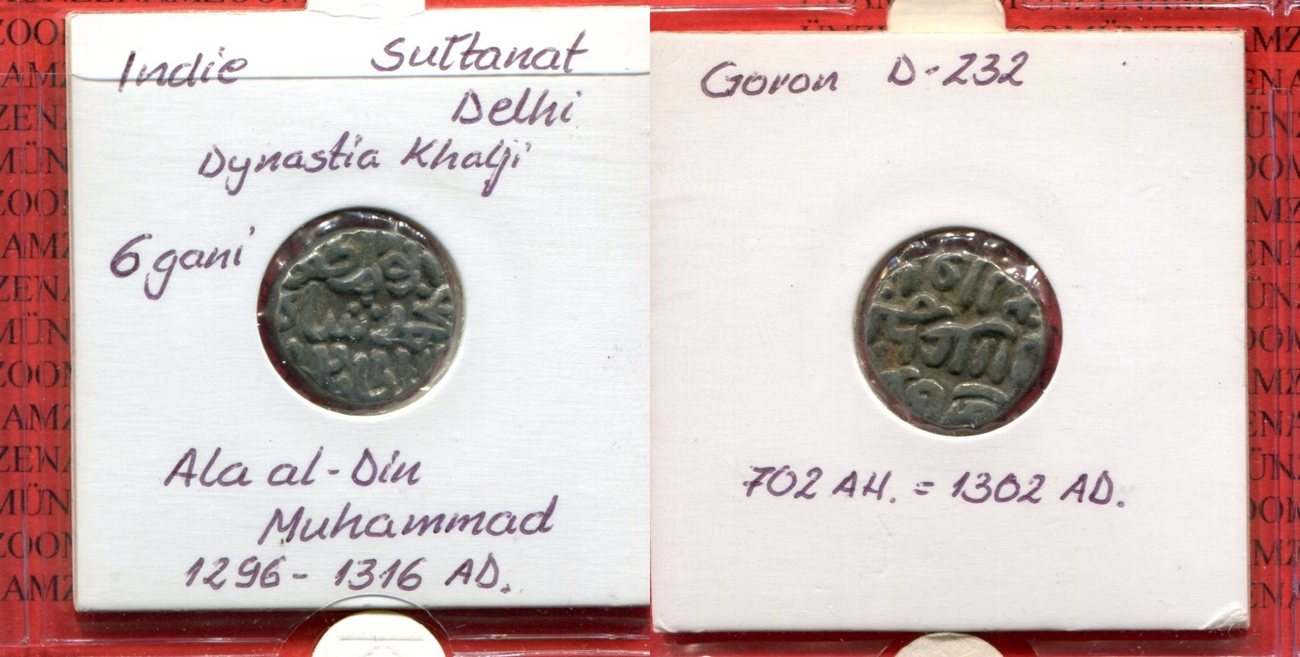 Indie Sultanat
Delhi
Dynastia Khalji
6 gani
Ala al-Din
Muhammad
1296 - 1316 AD.
Goron D-232
702 AH. = 1302 AD.